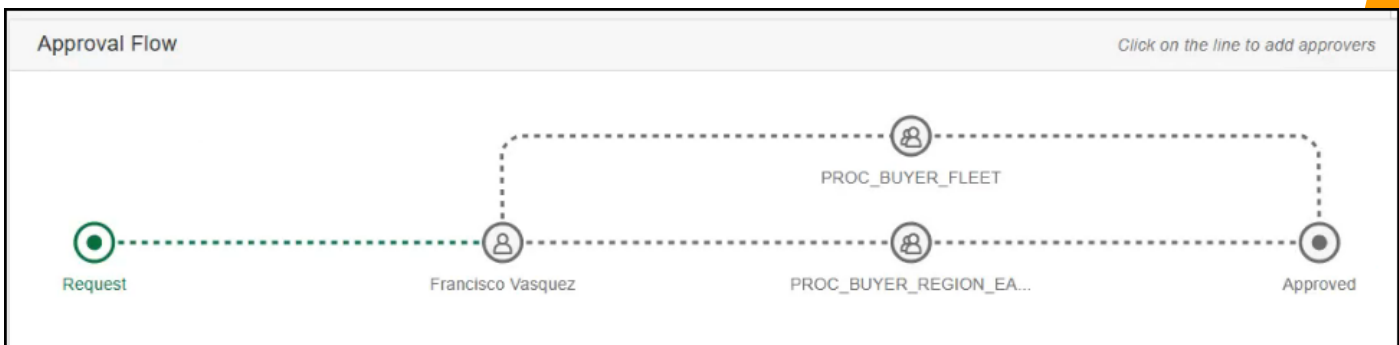 Approval Flow
Click on the line to add approvers
PROC_BUYER_FLEET
Request
Francisco Vasquez
PROC_BUYER_REGION_EA...
Approved